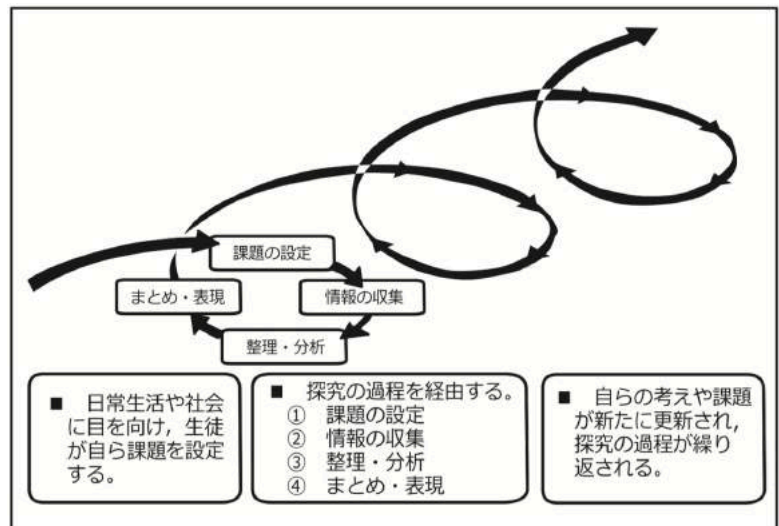 課題の設定
まとめ・表現
情報の収集
整理・分析
■ 日常生活や社会
に目を向け，生徒
が自ら課題を設定
する。
■ 探究の過程を経由する。
① 課題の設定
② 情報の収集
③ 整理・分析
④ まとめ・表現
■ 自らの考えや課題
が新たに更新され，
探究の過程が繰り
返される。